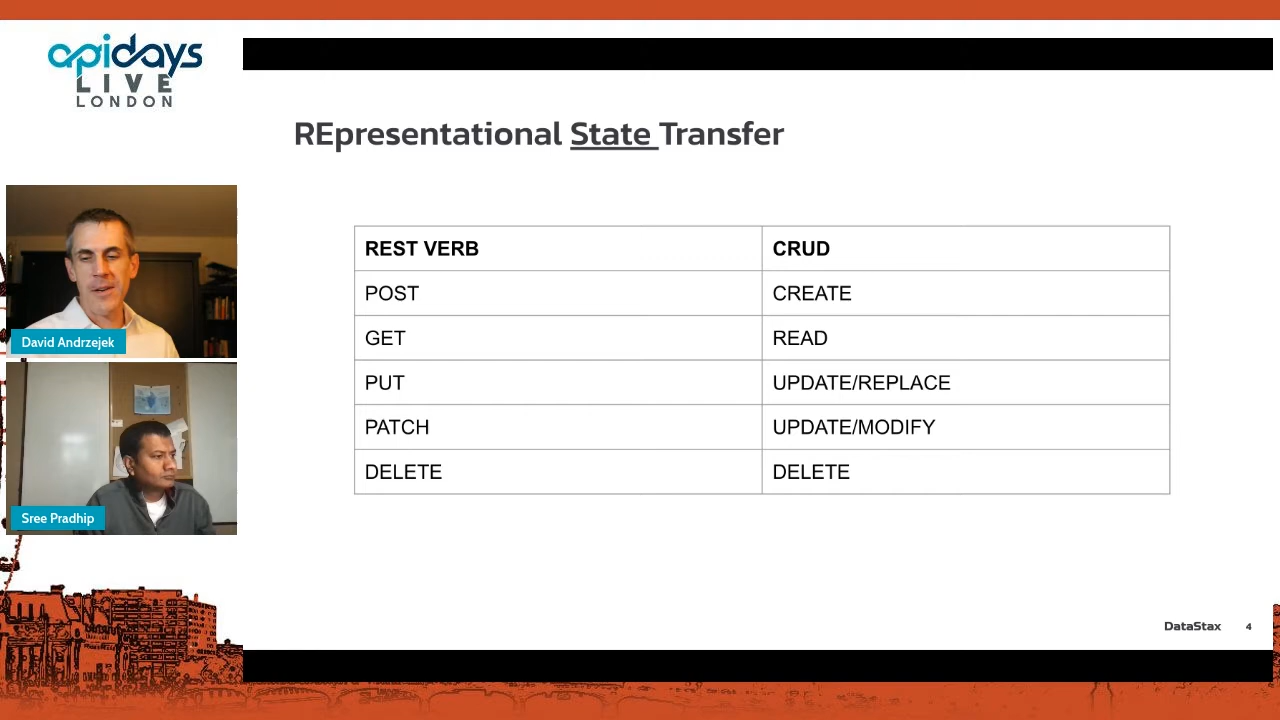 apidays
LIVE
LONDON
REpresentational State Transfer
REST VERB CRUD
POST CREATE
GET READ
PUT UPDATE/REPLACE
PATCH UPDATE/MODIFY
DELETE DELETE
David Andrzejek
Sree Pradhip
DataStax 4